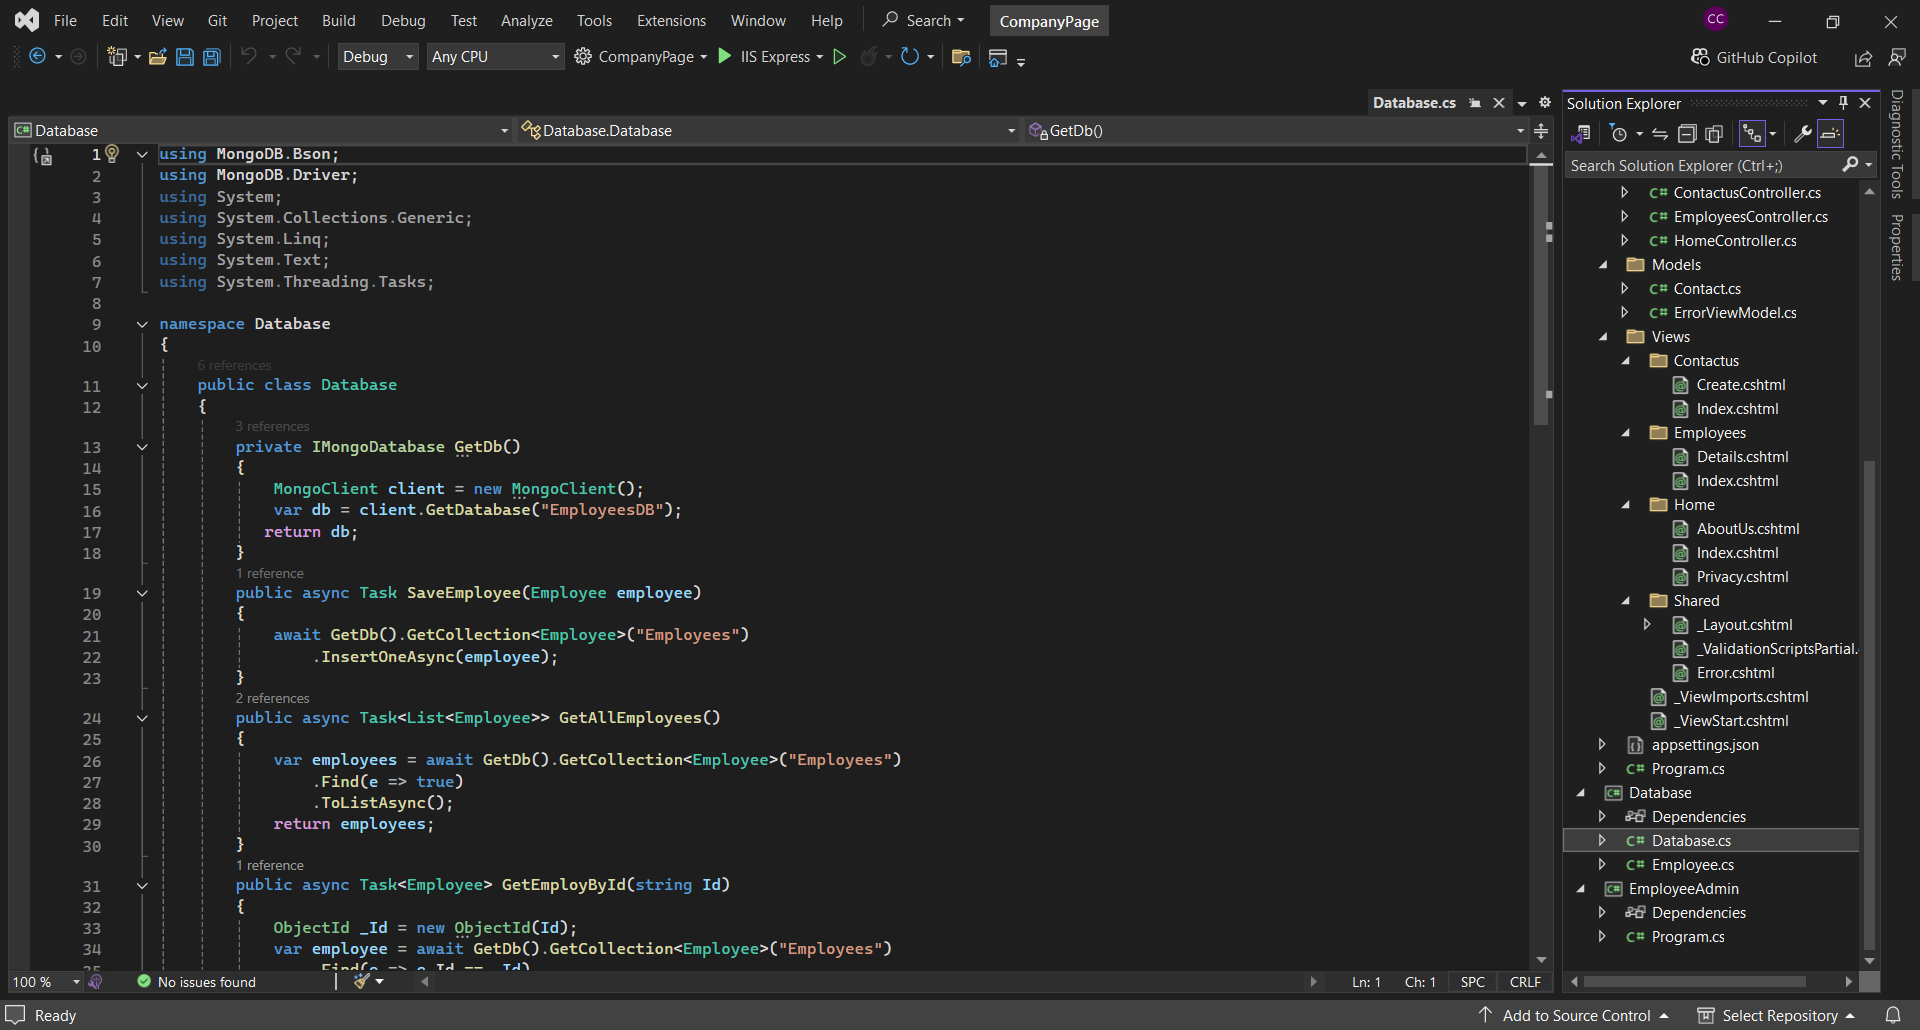 File Edit View Git Project Build Debug Test Analyze Tools Extensions Window Help Search CompanyPage CC
Debug Any CPU CompanyPage IIS Express GitHub Copilot
Database.cs
Database Database.Database GetDb()
1 using MongoDB.Bson;
2 using MongoDB.Driver;
3 using System;
4 using System.Collections.Generic;
5 using System.Linq;
6 using System.Text;
7 using System.Threading.Tasks;
8
9 namespace Database
10 {
6 references
11 public class Database
12 {
3 references
13 private IMongoDatabase GetDb()
14 {
15 MongoClient client = new MongoClient();
16 var db = client.GetDatabase("EmployeesDB");
17 return db;
18 }
1 reference
19 public async Task SaveEmployee(Employee employee)
20 {
21 await GetDb().GetCollection<Employee>("Employees")
22 .InsertOneAsync(employee);
23 }
2 references
24 public async Task<List<Employee>> GetAllEmployees()
25 {
26 var employees = await GetDb().GetCollection<Employee>("Employees")
27 .Find(e => true)
28 .ToListAsync();
29 return employees;
30 }
1 reference
31 public async Task<Employee> GetEmployById(string Id)
32 {
33 ObjectId _Id = new ObjectId(Id);
34 var employee = await GetDb().GetCollection<Employee>("Employees")
35 .Find(e => e.Id == _Id)
100 % No issues found Ln: 1 Ch: 1 SPC CRLF
Solution Explorer
Search Solution Explorer (Ctrl+;)
C# ContactusController.cs
C# EmployeesController.cs
C# HomeController.cs
Models
C# Contact.cs
C# ErrorViewModel.cs
Views
Contactus
Create.cshtml
Index.cshtml
Employees
Details.cshtml
Index.cshtml
Home
AboutUs.cshtml
Index.cshtml
Privacy.cshtml
Shared
_Layout.cshtml
_ValidationScriptsPartial.
Error.cshtml
_ViewImports.cshtml
_ViewStart.cshtml
appsettings.json
C# Program.cs
C# Database
Dependencies
C# Database.cs
C# Employee.cs
C# EmployeeAdmin
Dependencies
C# Program.cs
Diagnostic Tools
Properties
Ready Add to Source Control Select Repository